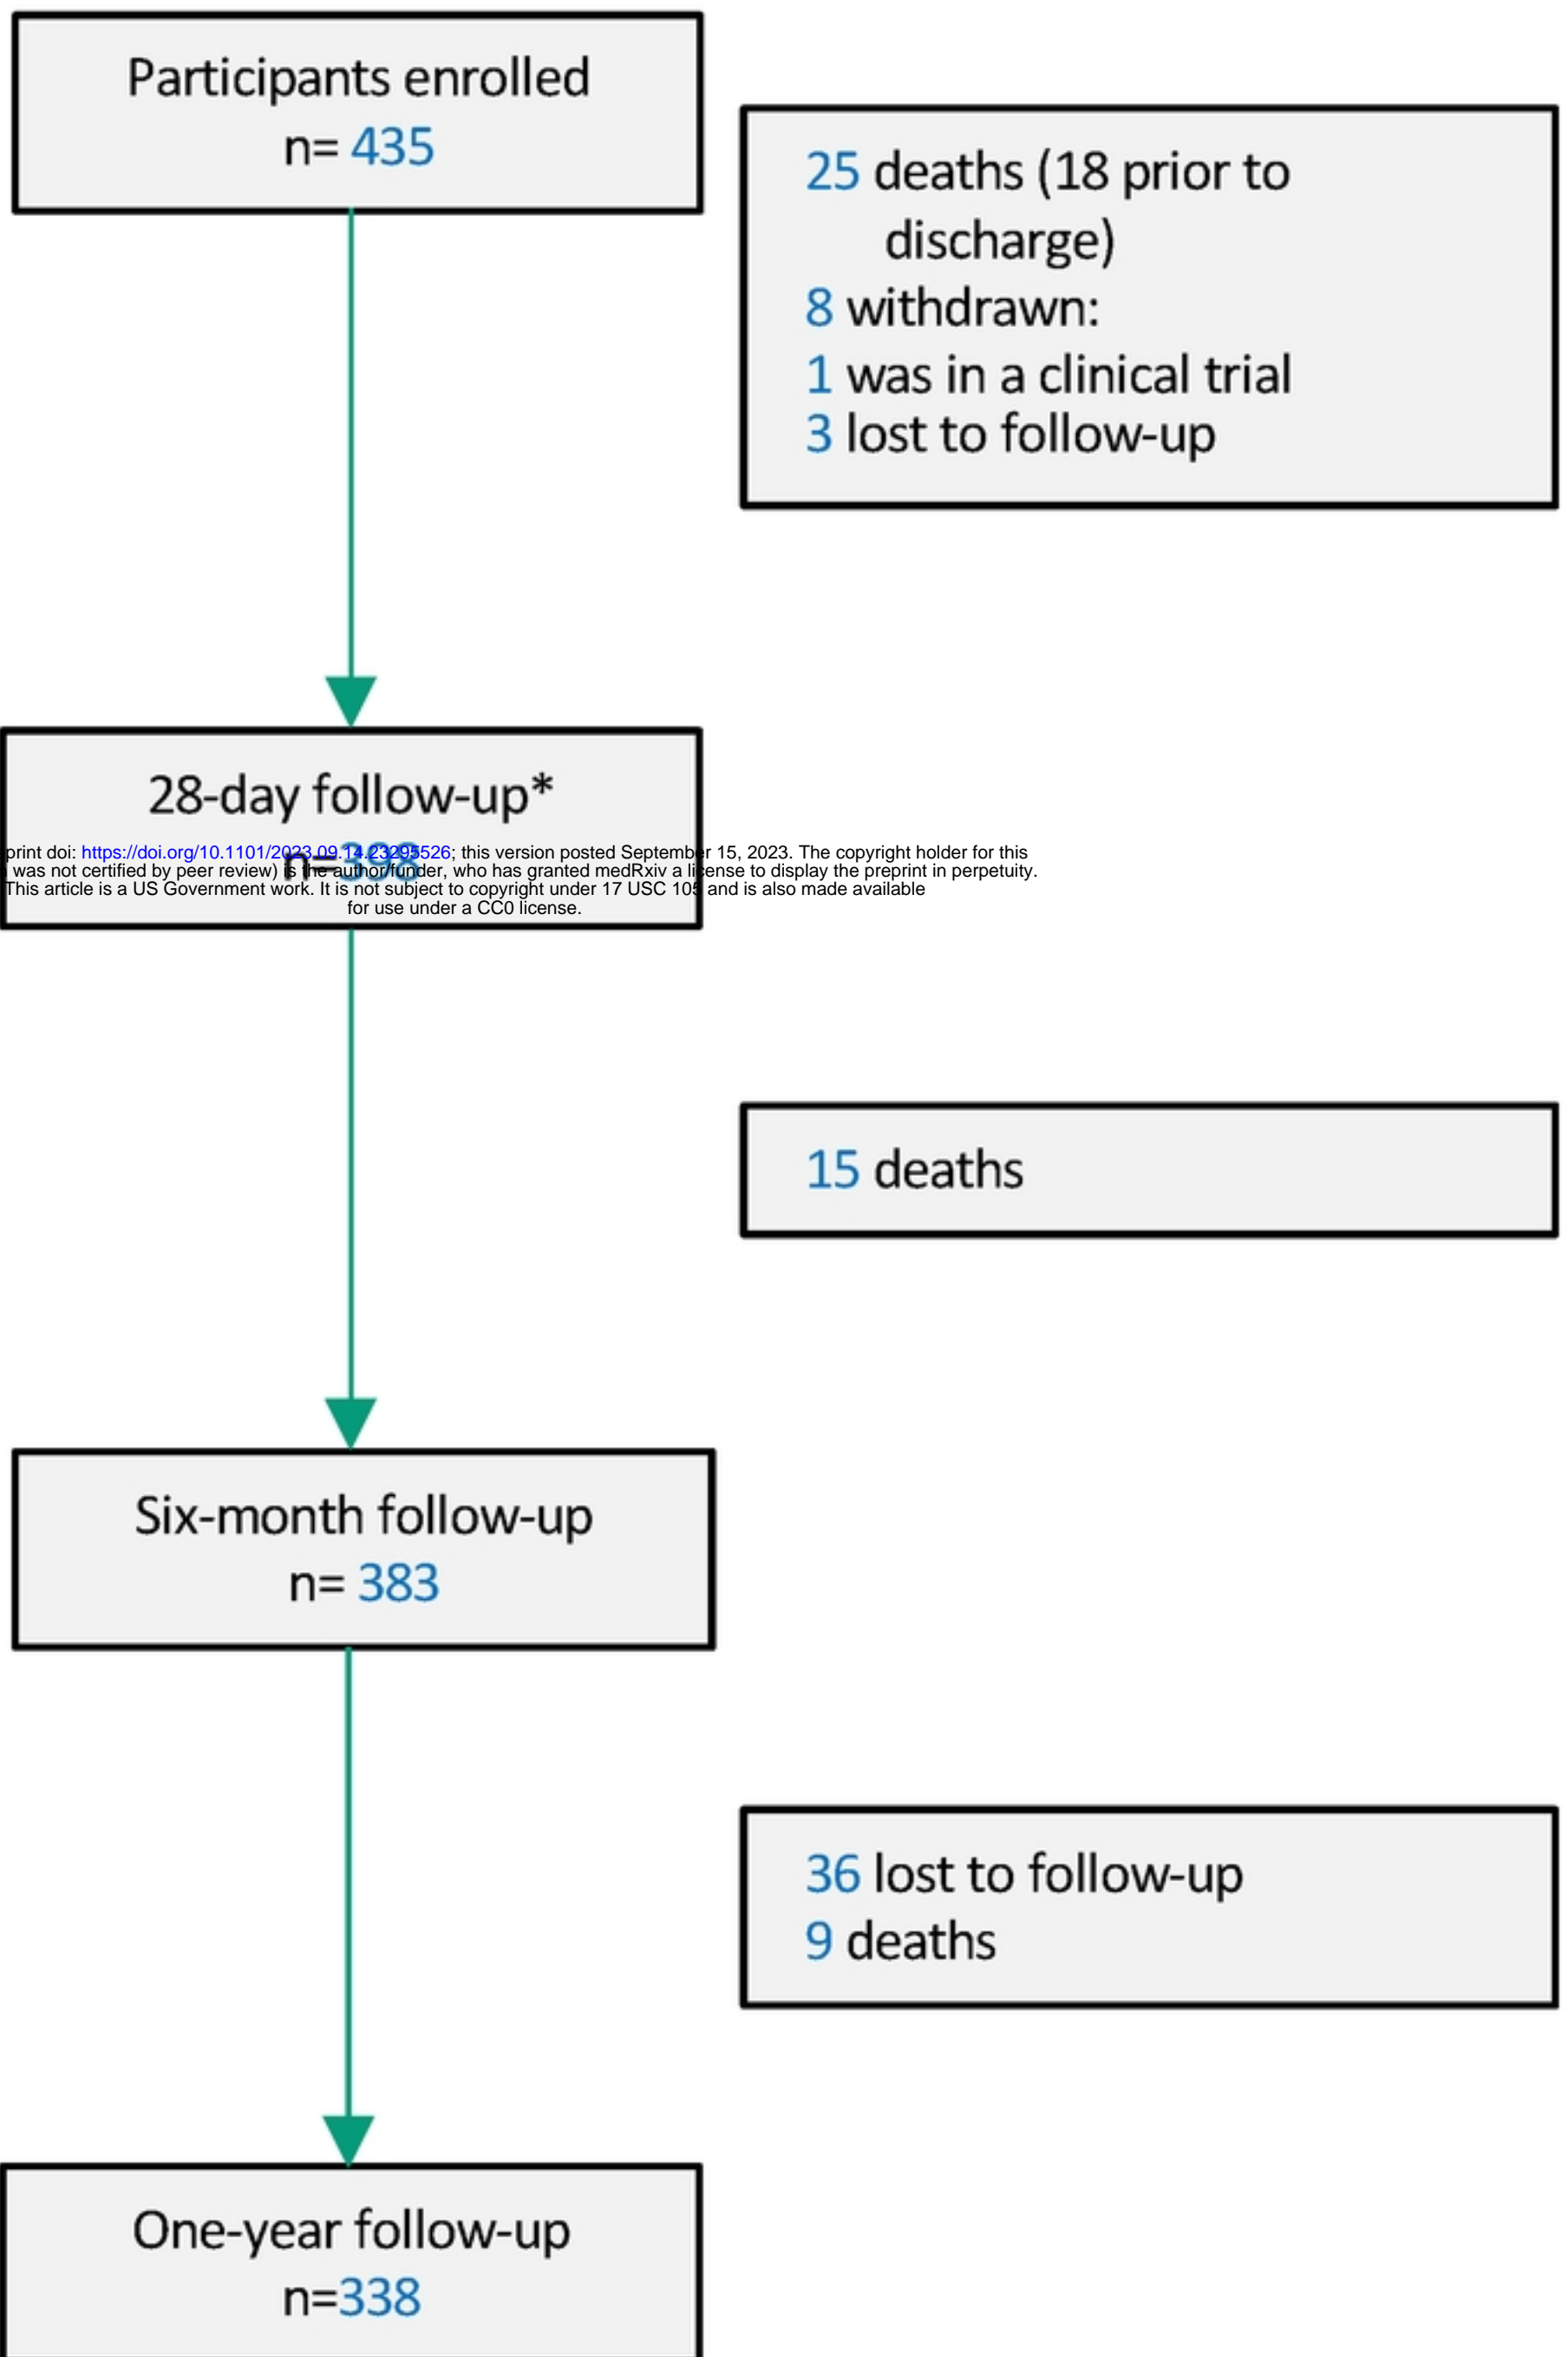 Participants enrolled
n= 435
25 deaths (18 prior to
discharge)
8 withdrawn:
1 was in a clinical trial
3 lost to follow-up
28-day follow-up*
n=398
print doi: https://doi.org/10.1101/2023.09.14.23295526; this version posted September 15, 2023. The copyright holder for this
was not certified by peer review) is the author/funder, who has granted medRxiv a license to display the preprint in perpetuity.
This article is a US Government work. It is not subject to copyright under 17 USC 105 and is also made available
for use under a CC0 license.
15 deaths
Six-month follow-up
n= 383
36 lost to follow-up
9 deaths
One-year follow-up
n=338